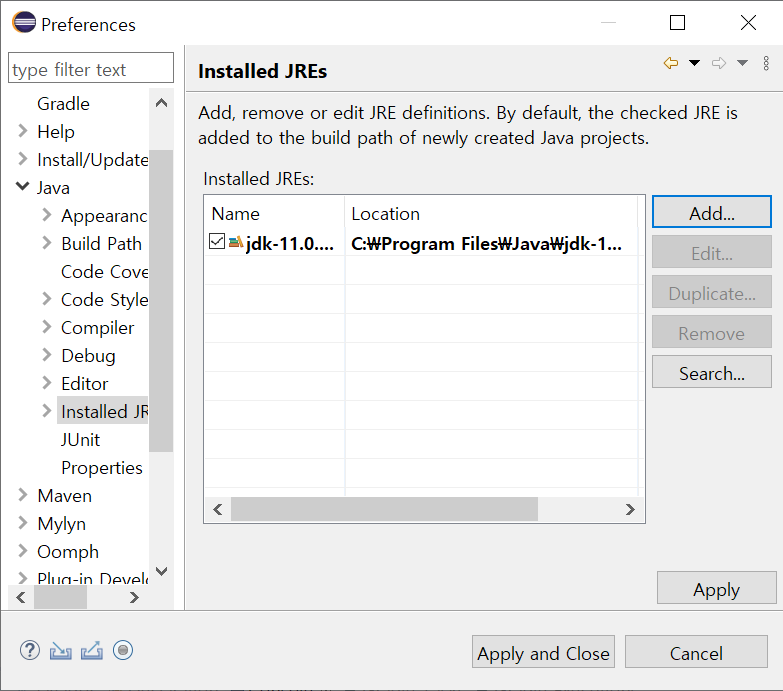 Preferences
type filter text
Gradle
Help
Install/Update
Java
Appearanc
Build Path
Code Cove
Code Style
Compiler
Debug
Editor
Installed JR
JUnit
Properties
Maven
Mylyn
Oomph
Plug-in Develo
Installed JREs
Add, remove or edit JRE definitions. By default, the checked JRE is
added to the build path of newly created Java projects.
Installed JREs:
Name Location
jdk-11.0.... C:₩Program Files₩Java₩jdk-1...
Add...
Edit...
Duplicate...
Remove
Search...
Apply
Apply and Close
Cancel